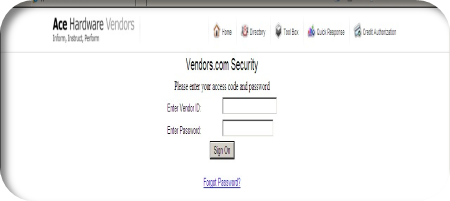 Ace Hardware Vendors
Inform, Instruct, Perform
Home Directory Tool Box Quick Response Credit Authorization
Vendors.com Security
Please enter your access code and password
Enter Vendor ID:
Enter Password:
Sign On
Forgot Password?